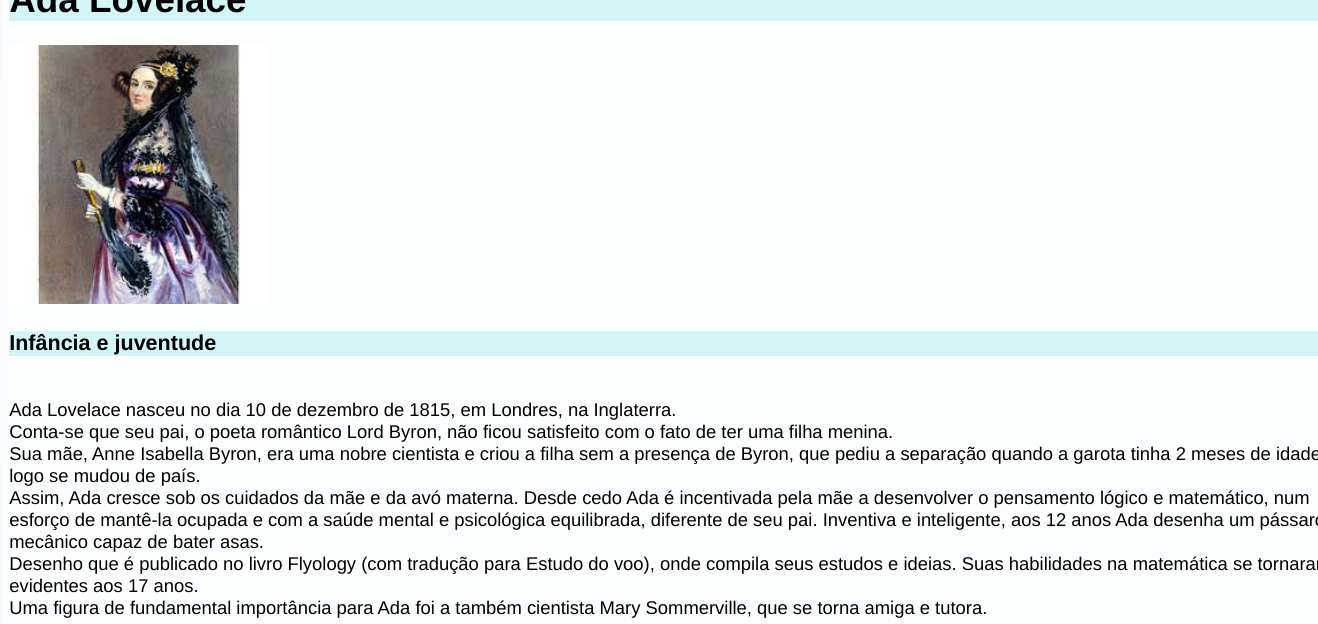 Ada Lovelace
Infância e juventude
Ada Lovelace nasceu no dia 10 de dezembro de 1815, em Londres, na Inglaterra.
Conta-se que seu pai, o poeta romântico Lord Byron, não ficou satisfeito com o fato de ter uma filha menina.
Sua mãe, Anne Isabella Byron, era uma nobre cientista e criou a filha sem a presença de Byron, que pediu a separação quando a garota tinha 2 meses de idade
logo se mudou de país.
Assim, Ada cresce sob os cuidados da mãe e da avó materna. Desde cedo Ada é incentivada pela mãe a desenvolver o pensamento lógico e matemático, num
esforço de mantê-la ocupada e com a saúde mental e psicológica equilibrada, diferente de seu pai. Inventiva e inteligente, aos 12 anos Ada desenha um pássaro
mecânico capaz de bater asas.
Desenho que é publicado no livro Flyology (com tradução para Estudo do voo), onde compila seus estudos e ideias. Suas habilidades na matemática se tornara
evidentes aos 17 anos.
Uma figura de fundamental importância para Ada foi a também cientista Mary Sommerville, que se torna amiga e tutora.